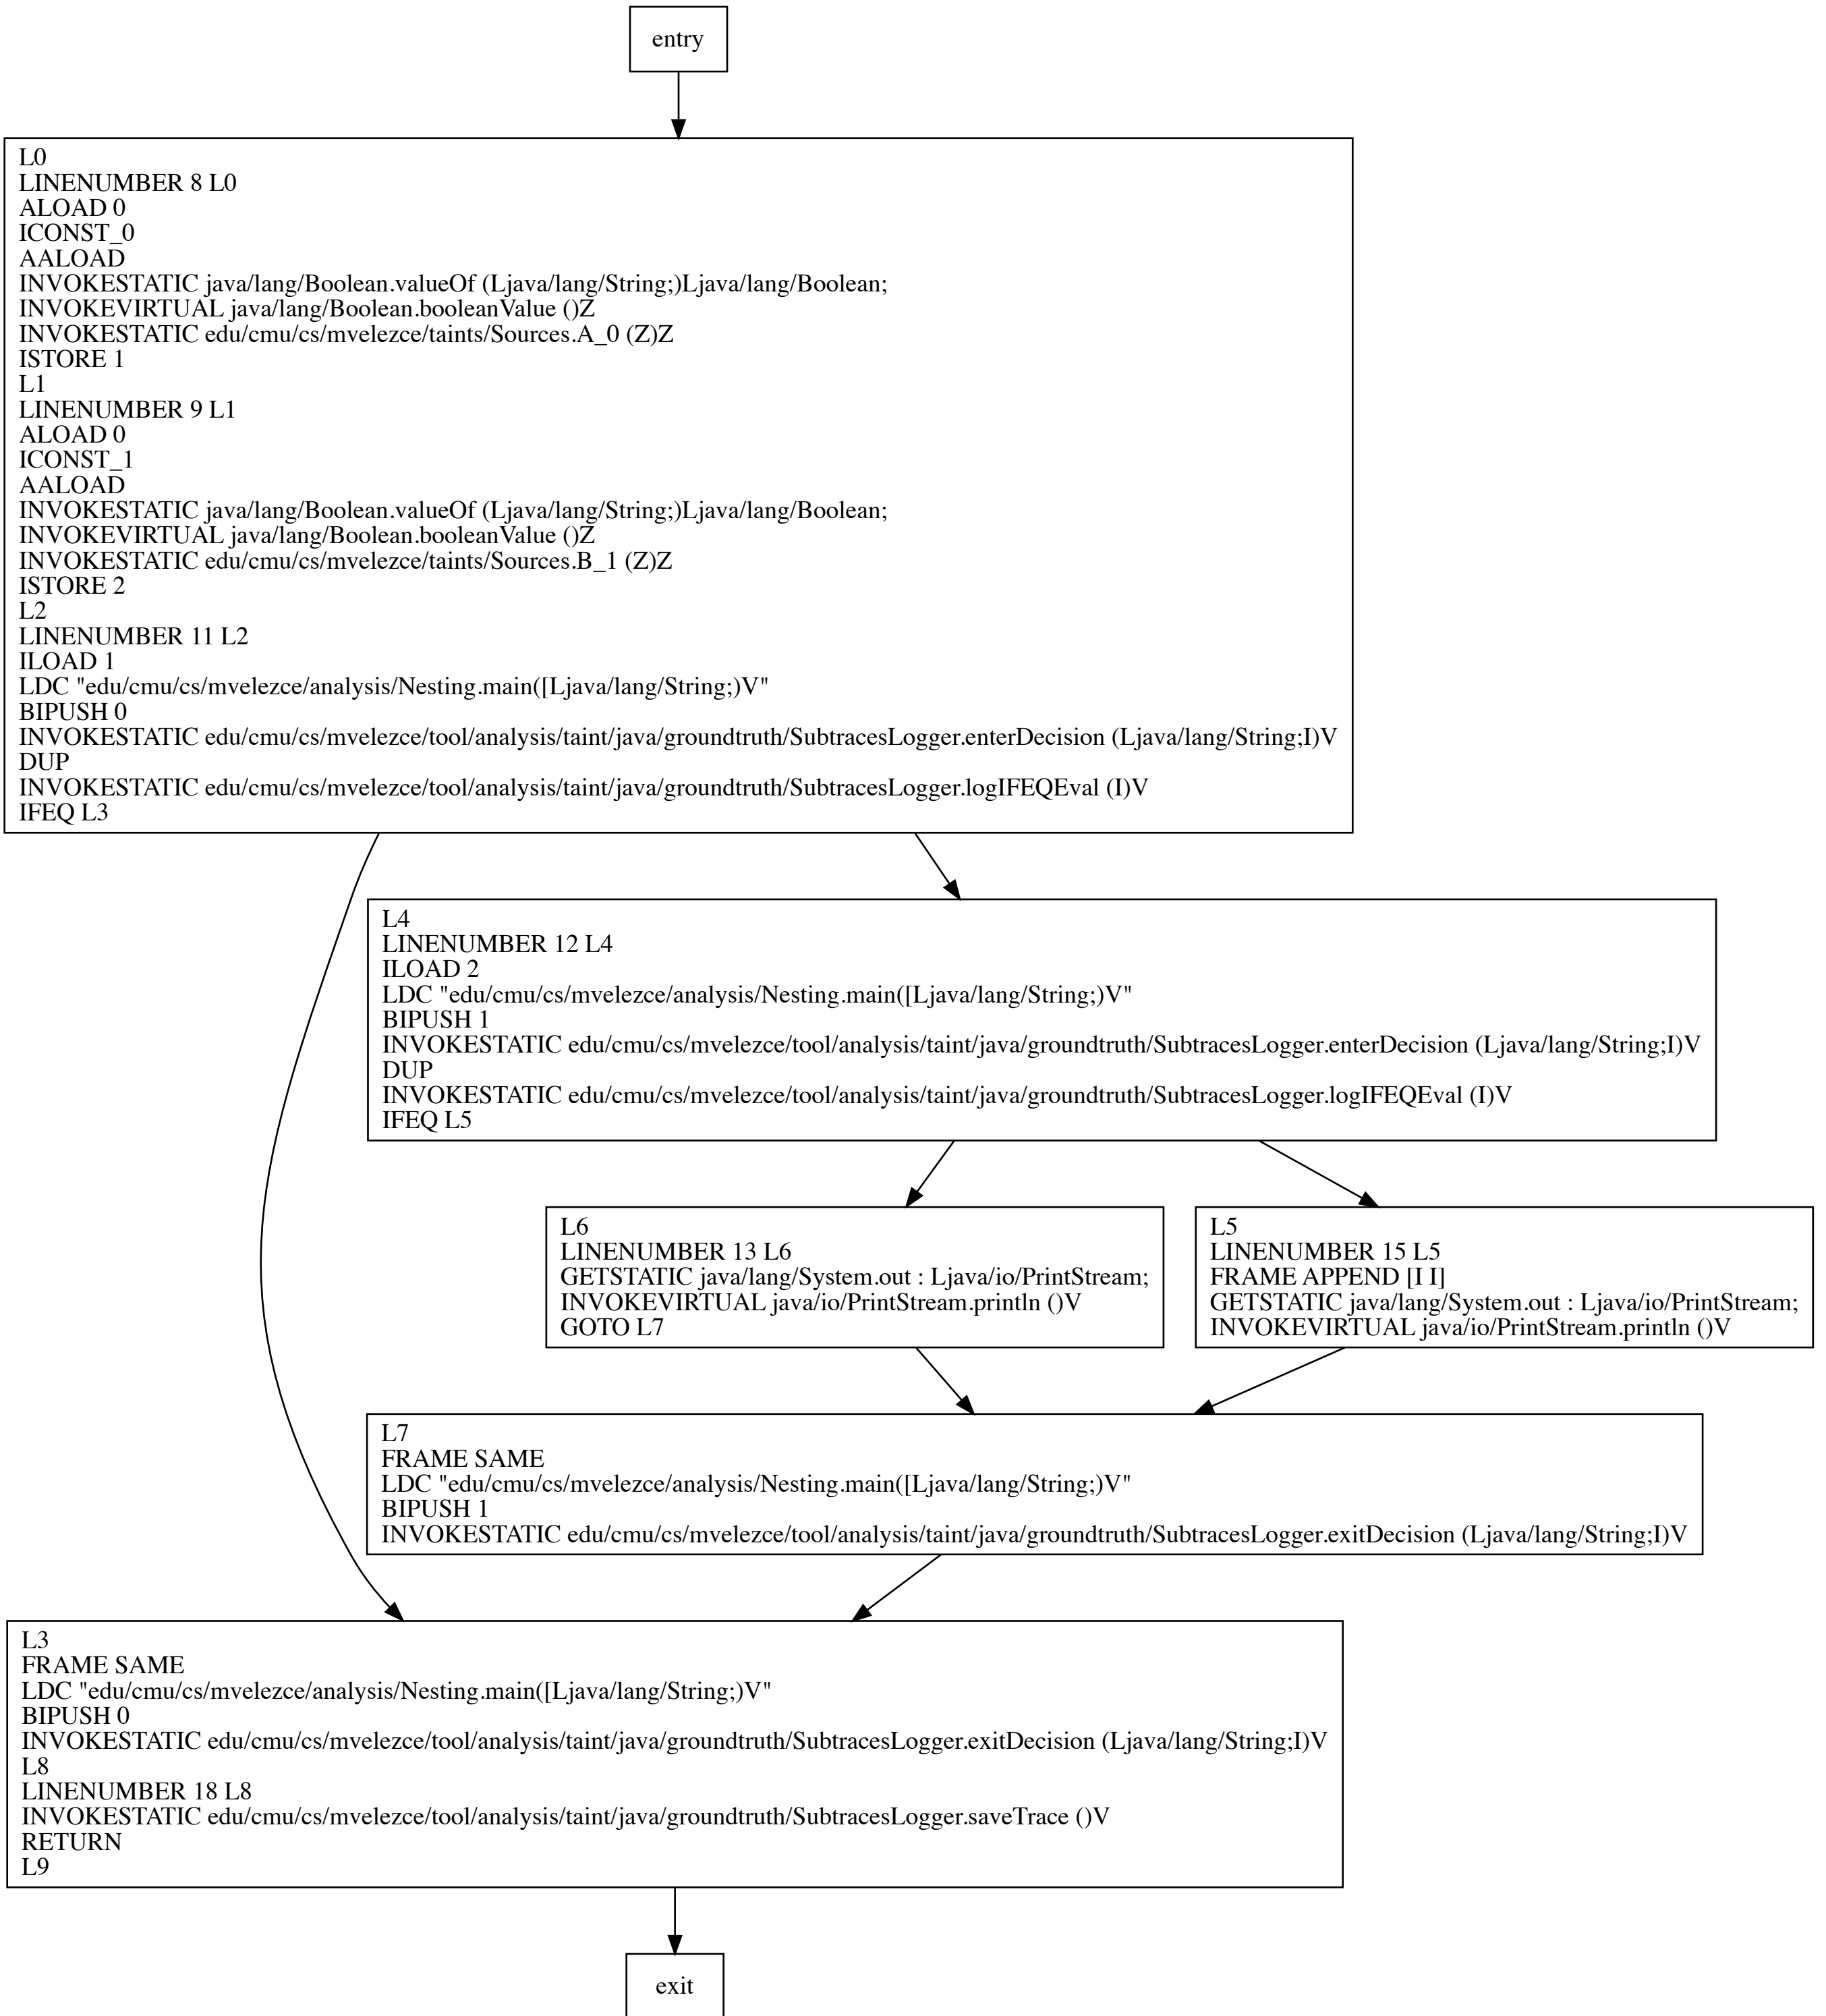 entry
L0
LINENUMBER 8 L0
ALOAD 0
ICONST_0
AALOAD
INVOKESTATIC java/lang/Boolean.valueOf (Ljava/lang/String;)Ljava/lang/Boolean;
INVOKEVIRTUAL java/lang/Boolean.booleanValue ()Z
INVOKESTATIC edu/cmu/cs/mvelezce/taints/Sources.A_0 (Z)Z
ISTORE 1
L1
LINENUMBER 9 L1
ALOAD 0
ICONST_1
AALOAD
INVOKESTATIC java/lang/Boolean.valueOf (Ljava/lang/String;)Ljava/lang/Boolean;
INVOKEVIRTUAL java/lang/Boolean.booleanValue ()Z
INVOKESTATIC edu/cmu/cs/mvelezce/taints/Sources.B_1 (Z)Z
ISTORE 2
L2
LINENUMBER 11 L2
ILOAD 1
LDC "edu/cmu/cs/mvelezce/analysis/Nesting.main([Ljava/lang/String;)V"
BIPUSH 0
INVOKESTATIC edu/cmu/cs/mvelezce/tool/analysis/taint/java/groundtruth/SubtracesLogger.enterDecision (Ljava/lang/String;I)V
DUP
INVOKESTATIC edu/cmu/cs/mvelezce/tool/analysis/taint/java/groundtruth/SubtracesLogger.logIFEQEval (I)V
IFEQ L3
L4
LINENUMBER 12 L4
ILOAD 2
LDC "edu/cmu/cs/mvelezce/analysis/Nesting.main([Ljava/lang/String;)V"
BIPUSH 1
INVOKESTATIC edu/cmu/cs/mvelezce/tool/analysis/taint/java/groundtruth/SubtracesLogger.enterDecision (Ljava/lang/String;I)V
DUP
INVOKESTATIC edu/cmu/cs/mvelezce/tool/analysis/taint/java/groundtruth/SubtracesLogger.logIFEQEval (I)V
IFEQ L5
L6
LINENUMBER 13 L6
GETSTATIC java/lang/System.out : Ljava/io/PrintStream;
INVOKEVIRTUAL java/io/PrintStream.println ()V
GOTO L7
L5
LINENUMBER 15 L5
FRAME APPEND [I I]
GETSTATIC java/lang/System.out : Ljava/io/PrintStream;
INVOKEVIRTUAL java/io/PrintStream.println ()V
L7
FRAME SAME
LDC "edu/cmu/cs/mvelezce/analysis/Nesting.main([Ljava/lang/String;)V"
BIPUSH 1
INVOKESTATIC edu/cmu/cs/mvelezce/tool/analysis/taint/java/groundtruth/SubtracesLogger.exitDecision (Ljava/lang/String;I)V
L3
FRAME SAME
LDC "edu/cmu/cs/mvelezce/analysis/Nesting.main([Ljava/lang/String;)V"
BIPUSH 0
INVOKESTATIC edu/cmu/cs/mvelezce/tool/analysis/taint/java/groundtruth/SubtracesLogger.exitDecision (Ljava/lang/String;I)V
L8
LINENUMBER 18 L8
INVOKESTATIC edu/cmu/cs/mvelezce/tool/analysis/taint/java/groundtruth/SubtracesLogger.saveTrace ()V
RETURN
L9
exit